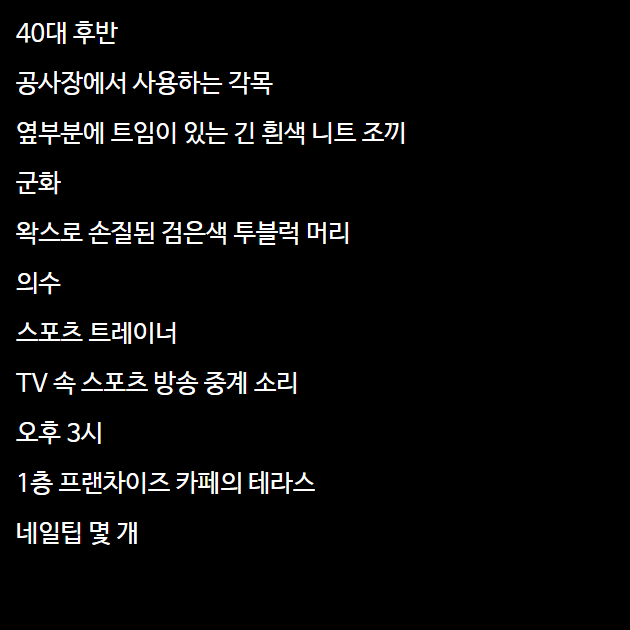 40대 후반
공사장에서 사용하는 각목
옆부분에 트임이 있는 긴 흰색 니트 조끼
군화
왁스로 손질된 검은색 투블럭 머리
의수
스포츠 트레이너
TV 속 스포츠 방송 중계 소리
오후 3시
1층 프랜차이즈 카페의 테라스
네일팁 몇 개